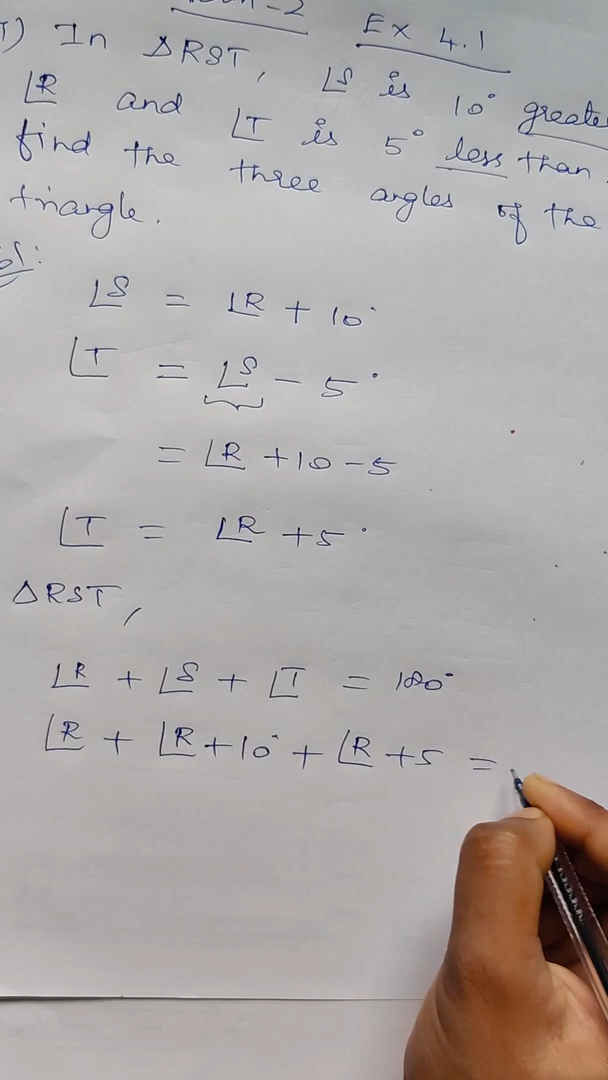 Ex 4.1
7) In ΔRST, ∠S is 10° greate
∠R and ∠T is 5° less than
find the three angles of the
triangle.
∠S = ∠R + 10°
∠T = ∠S - 5°
= ∠R + 10 - 5
∠T = ∠R + 5°
ΔRST,
∠R + ∠S + ∠T = 180°
∠R + ∠R + 10° + ∠R + 5 =